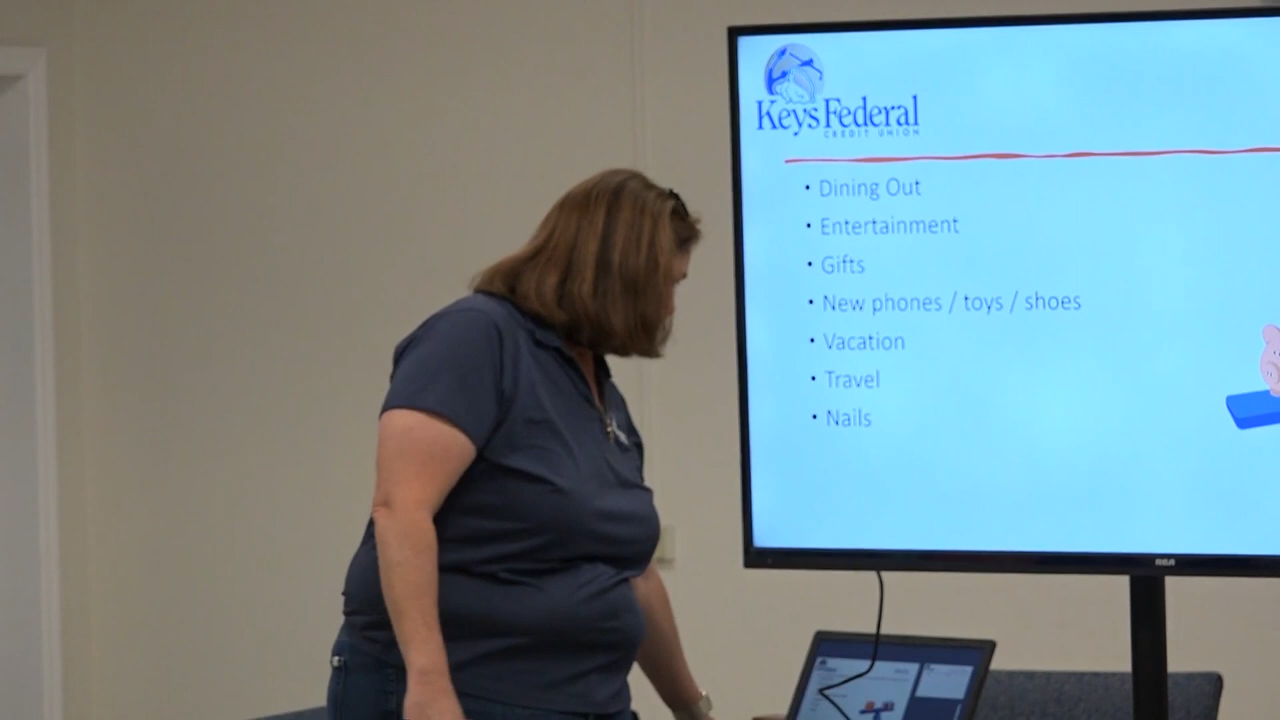 Keys Federal
CREDIT UNION
• Dining Out
• Entertainment
• Gifts
• New phones / toys / shoes
• Vacation
• Travel
• Nails
RCA